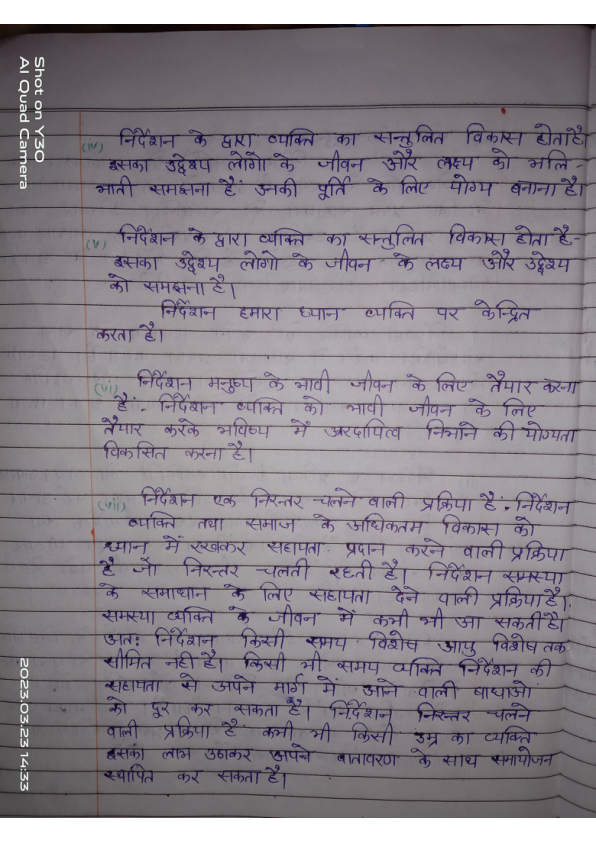 (iv) निर्देशन के द्वारा व्यक्ति का सन्तुलित विकास होता है।
इसका उद्देश्य लोगो के जीवन और लक्ष्य को भलि-
भाती समझना है उनकी पूर्ति के लिए योग्य बनाना है।
(v) निर्देशन के द्वारा व्यक्ति का सन्तुलित विकास होता है-
इसका उद्देश्य लोगो के जीवन के लक्ष्य और उद्देश्य
को समझना है।
निर्देशन हमारा ध्यान व्यक्ति पर केन्द्रित
करता है।
(vi) निर्देशन मनुष्य के भावी जीवन के लिए तैयार करना
है - निर्देशन व्यक्ति को भावी जीवन के लिए
तैयार करके भविष्य में निभाने की योग्यता
विकसित करना है।
(vii) निर्देशन एक निरन्तर चलने वाली प्रक्रिया है - निर्देशन
व्यक्ति तथा समाज के अधिकतम विकास को
ध्यान में रखकर सहायता प्रदान करने वाली प्रक्रिया
है जो निरन्तर चलती रहती है। निर्देशन समस्या
के समाधान के लिए सहायता देने वाली प्रक्रिया है।
समस्या व्यक्ति के जीवन में कभी भी आ सकती है।
अतः निर्देशन किसी समय विशेष आयु विशेष तक
सीमित नही है। किसी भी समय व्यक्ति निर्देशन की
सहायता से अपने मार्ग में आने वाली बाधाओं
को दूर कर सकता है। निर्देशन निरन्तर चलने
वाली प्रक्रिया है कभी भी किसी उम्र का व्यक्ति
इसका लाभ उठाकर अपने वातावरण के साथ समायोजन
स्थापित कर सकता है।
Shot on Y30
AI Quad Camera
2023.03.23 14:33